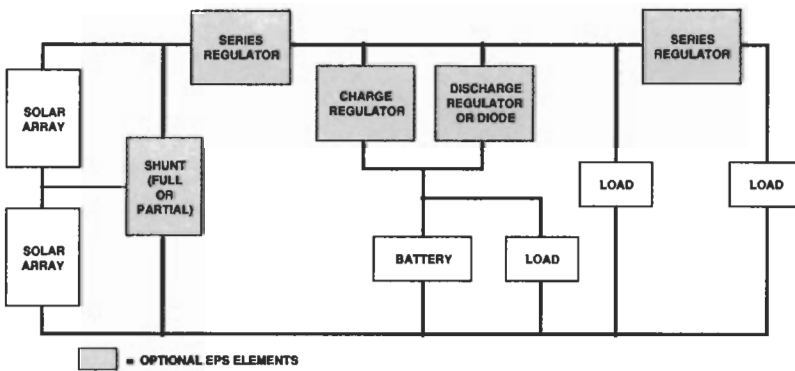 SERIES
REGULATOR
SERIES
REGULATOR
SOLAR
ARRAY
CHARGE
REGULATOR
DISCHARGE
REGULATOR
OR DIODE
SHUNT
(FULL
OR
PARTIAL)
LOAD
LOAD
SOLAR
ARRAY
BATTERY
LOAD
= OPTIONAL EPS ELEMENTS